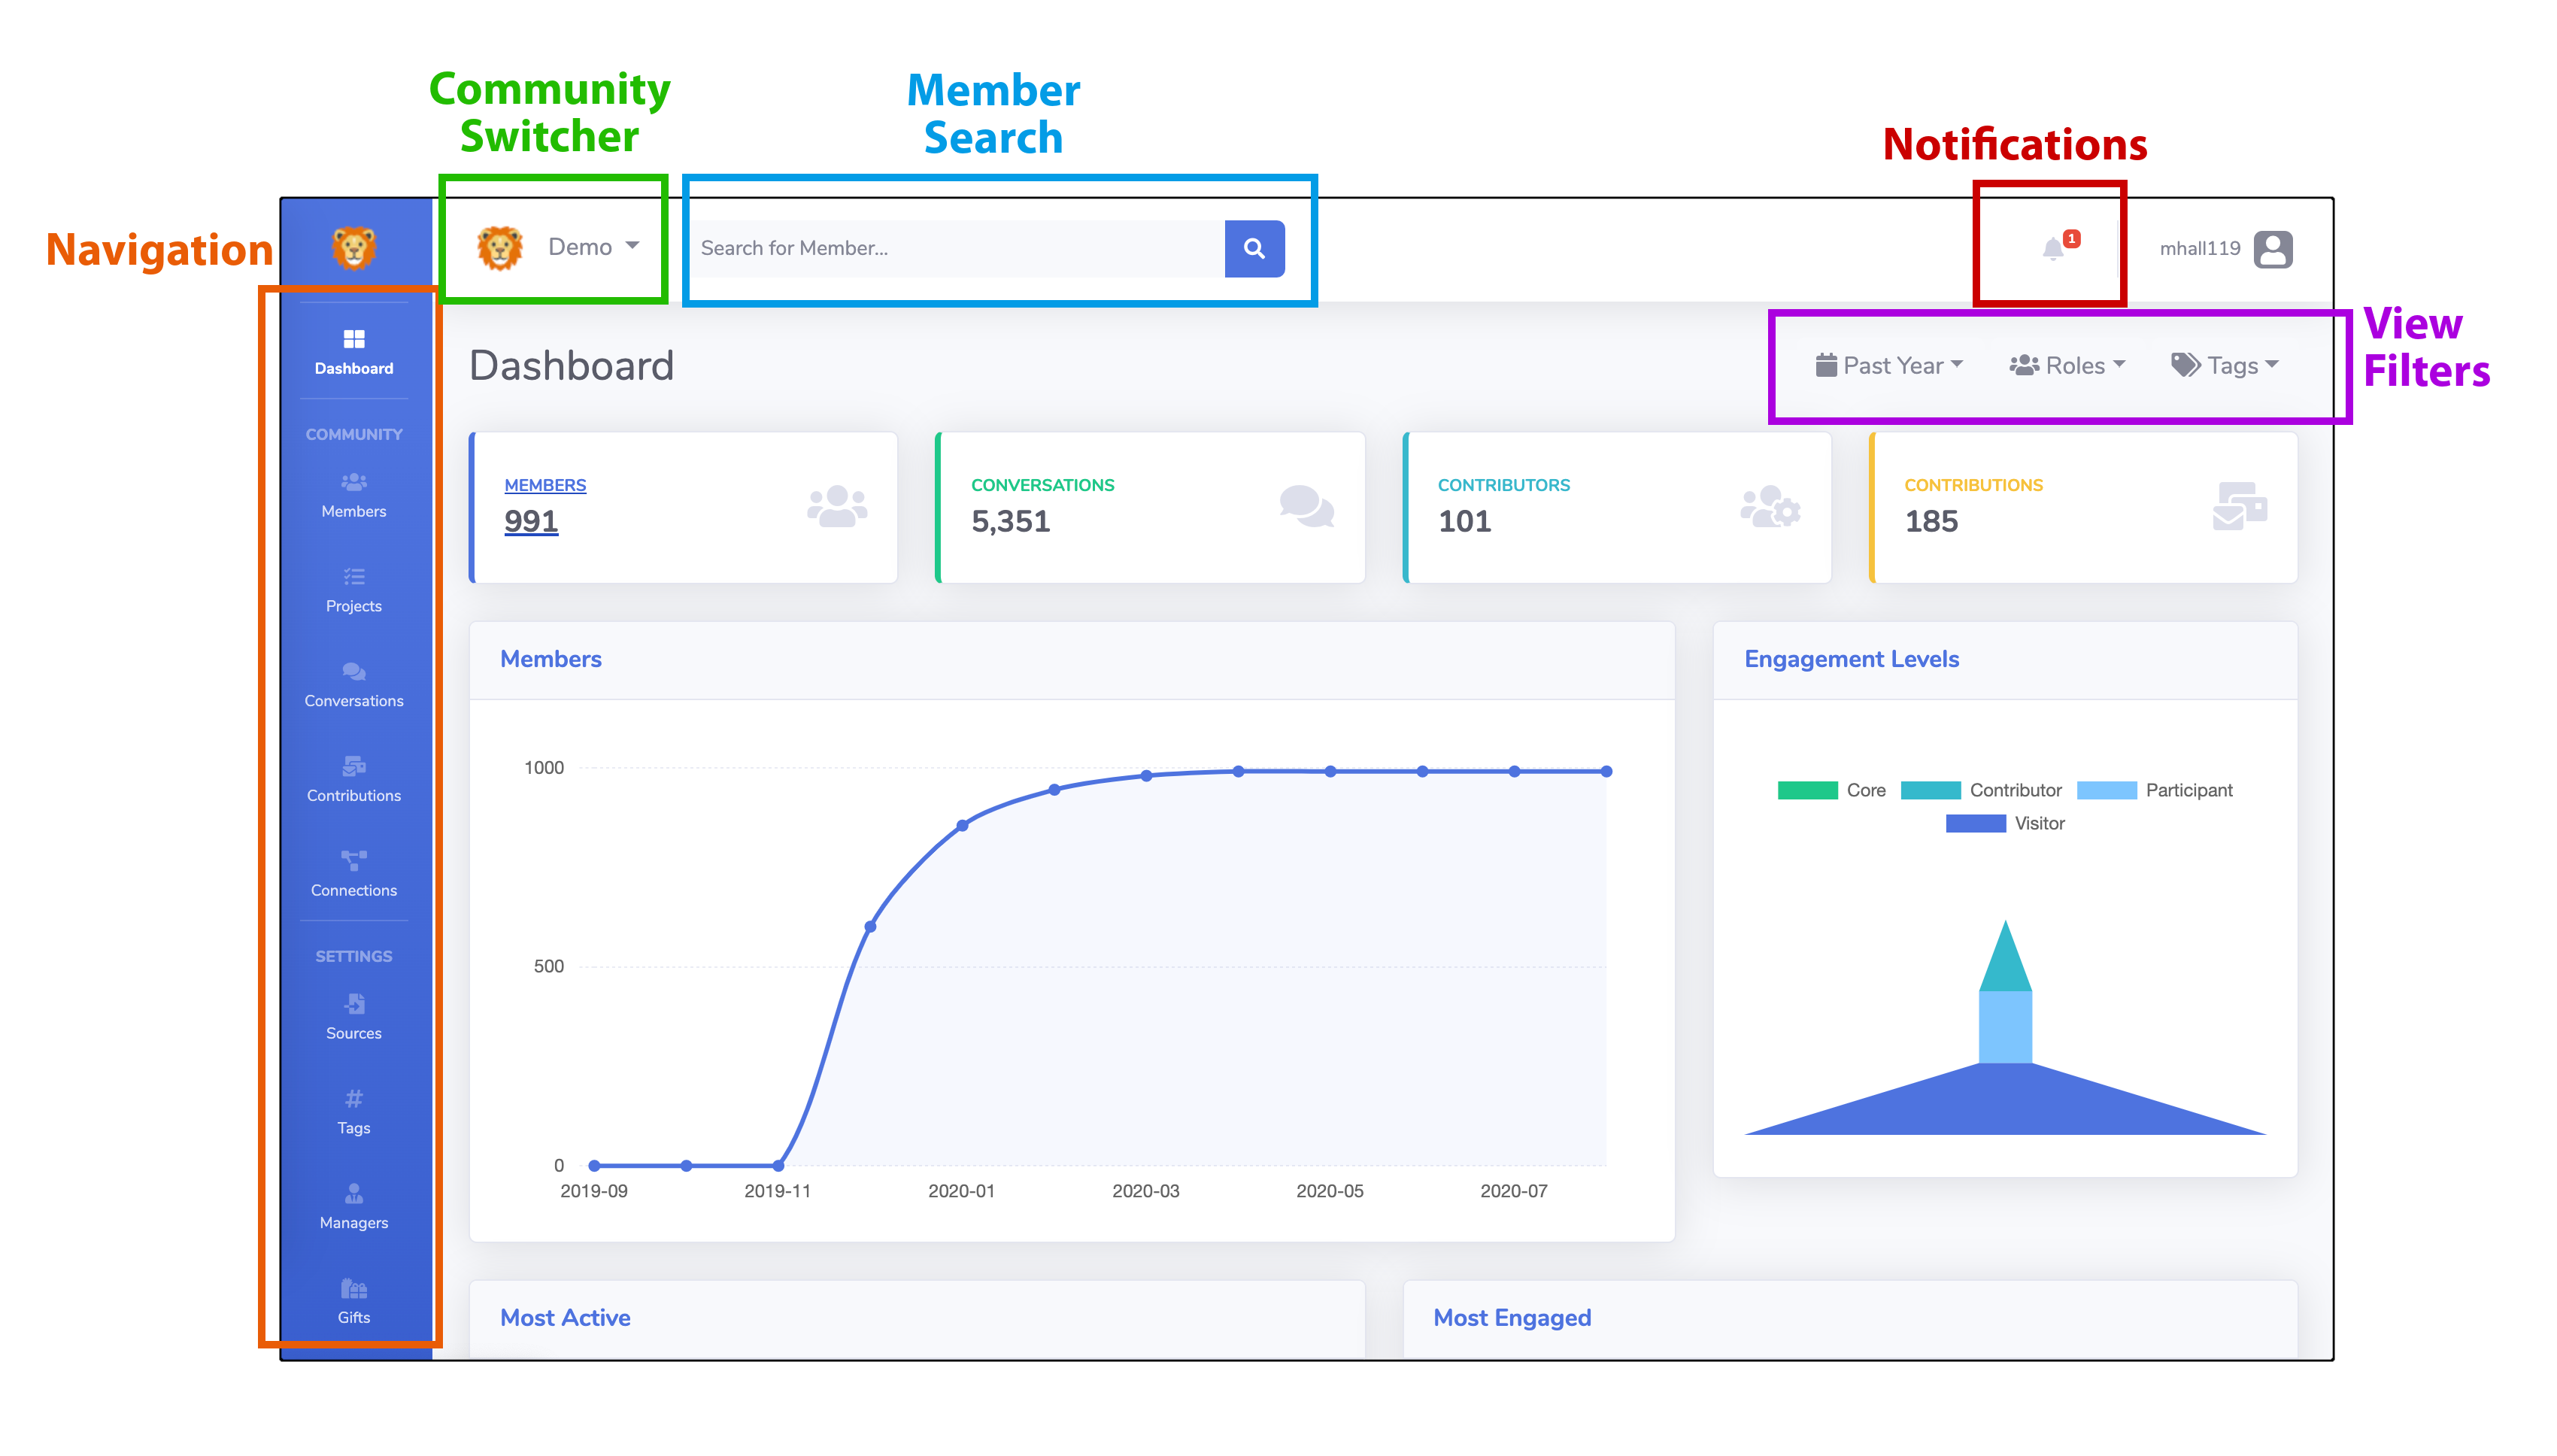 Community
Switcher
Member
Search
Notifications
Navigation
Demo
Search for Member...
1
mhall119
View
Filters
Dashboard
COMMUNITY
Members
Projects
Conversations
Contributions
Connections
SETTINGS
Sources
Tags
Managers
Gifts
Dashboard
Past Year
Roles
Tags
MEMBERS
991
CONVERSATIONS
5,351
CONTRIBUTORS
101
CONTRIBUTIONS
185
Members
1000
500
0
2019-09 2019-11 2020-01 2020-03 2020-05 2020-07
Engagement Levels
Core Contributor Participant
Visitor
Most Active
Most Engaged